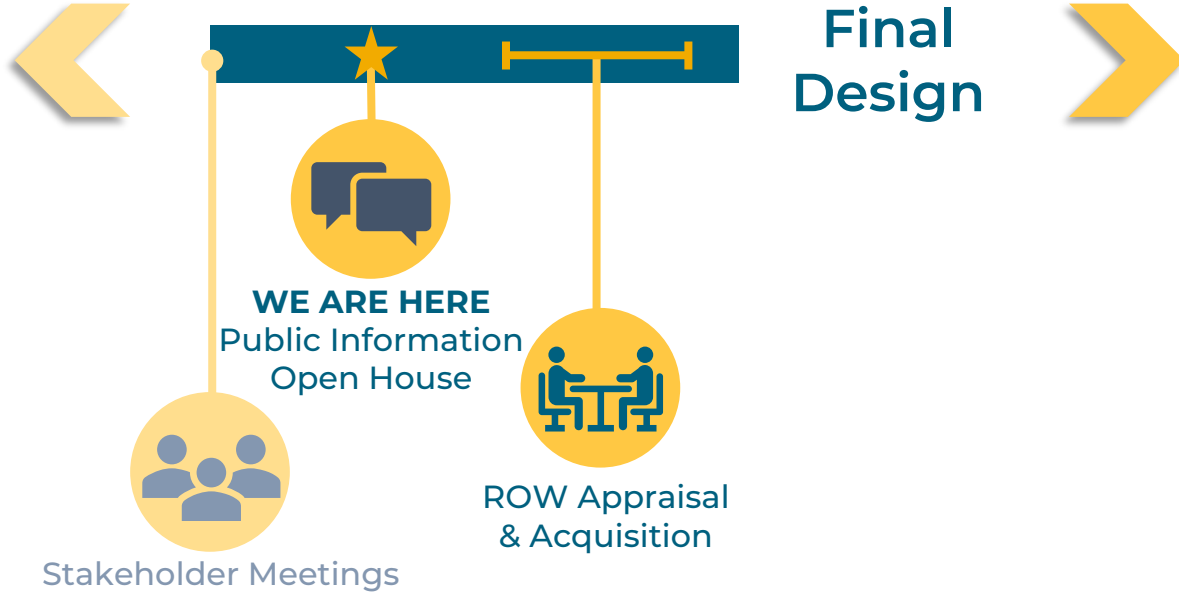 Final
Design
WE ARE HERE
Public Information
Open House
ROW Appraisal
& Acquisition
Stakeholder Meetings